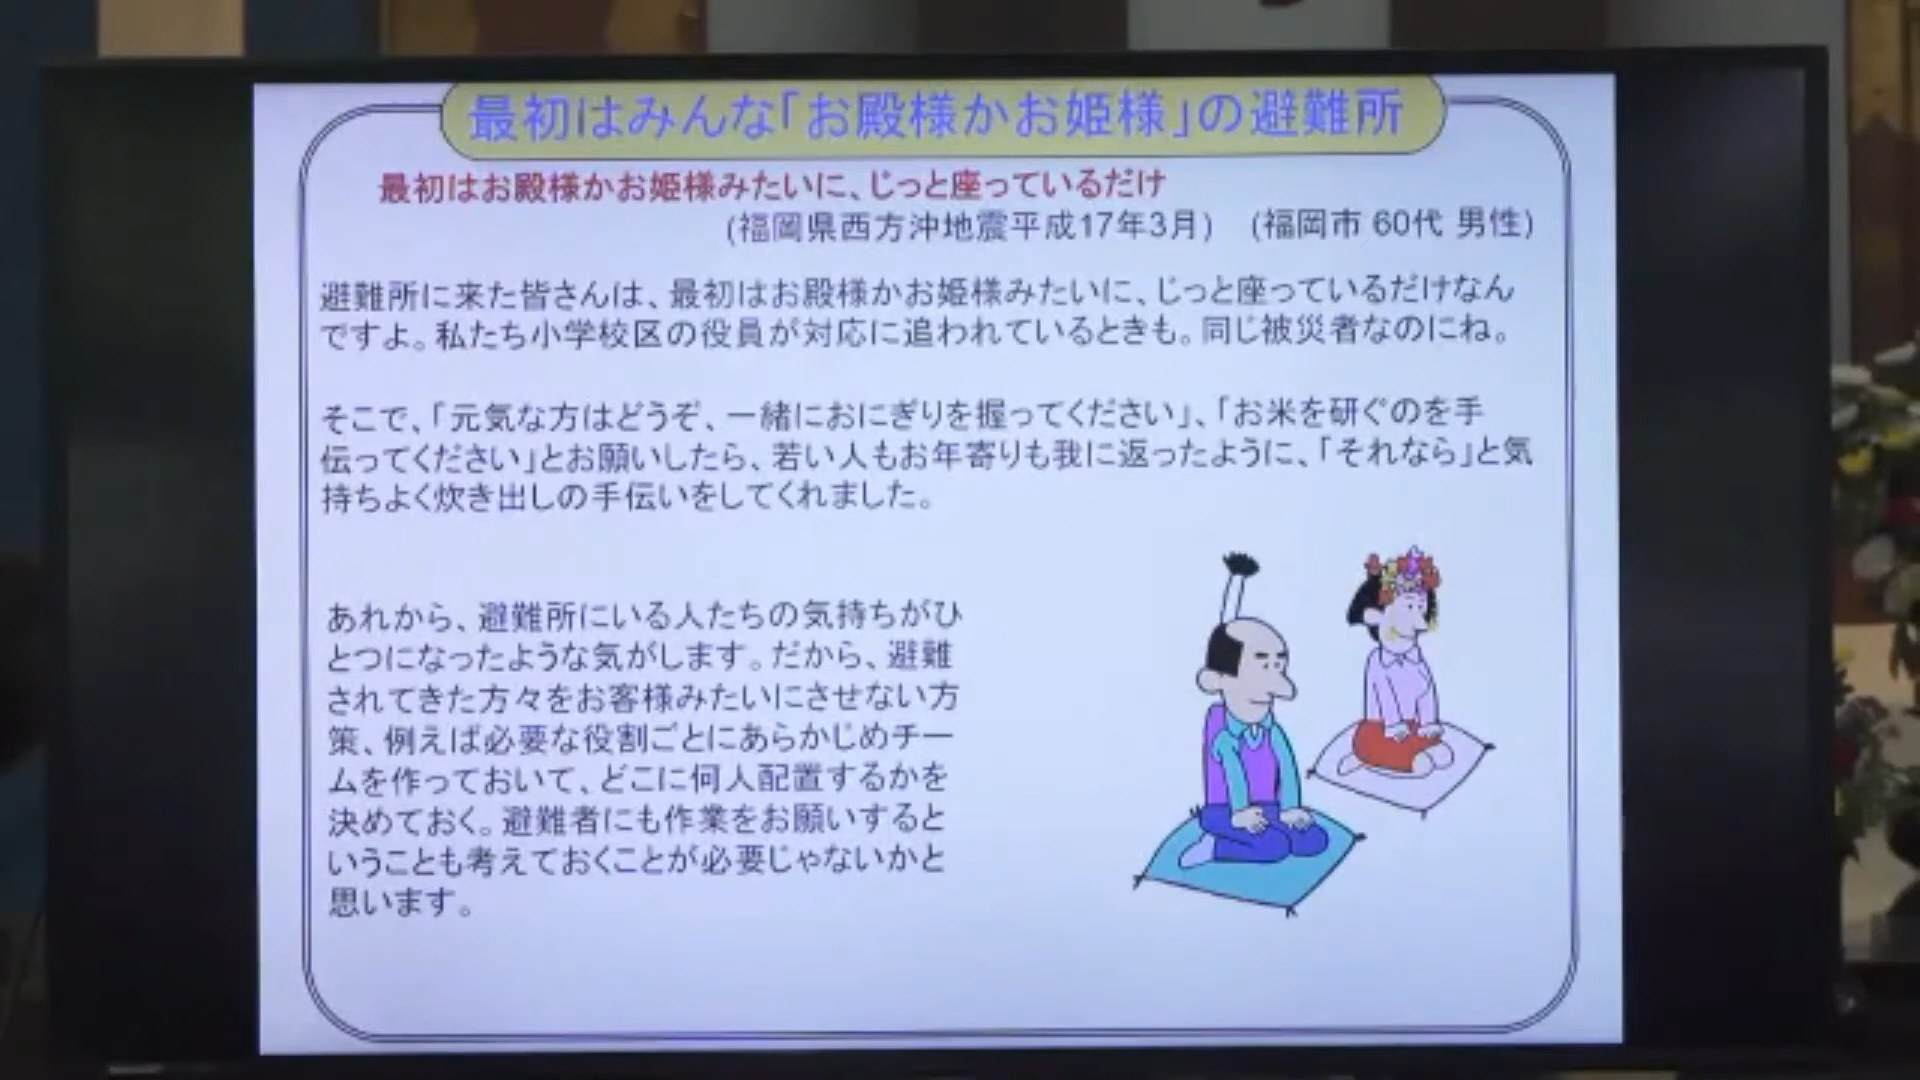 最初はみんな「お殿様かお姫様」の避難所
最初はお殿様かお姫様みたいに、じっと座っているだけ
(福岡県西方沖地震平成17年3月) (福岡市 60代 男性)
避難所に来た皆さんは、最初はお殿様かお姫様みたいに、じっと座っているだけなん
ですよ。私たち小学校区の役員が対応に追われているときも。同じ被災者なのにね。
そこで、「元気な方はどうぞ、一緒におにぎりを握ってください」、「お米を研ぐのを手
伝ってください」とお願いしたら、若い人もお年寄りも我に返ったように、「それなら」と気
持ちよく炊き出しの手伝いをしてくれました。
あれから、避難所にいる人たちの気持ちがひ
とつになったような気がします。だから、避難
されてきた方々をお客様みたいにさせない方
策、例えば必要な役割ごとにあらかじめチー
ムを作っておいて、どこに何人配置するかを
決めておく。避難者にも作業をお願いすると
いうことも考えておくことが必要じゃないかと
思います。